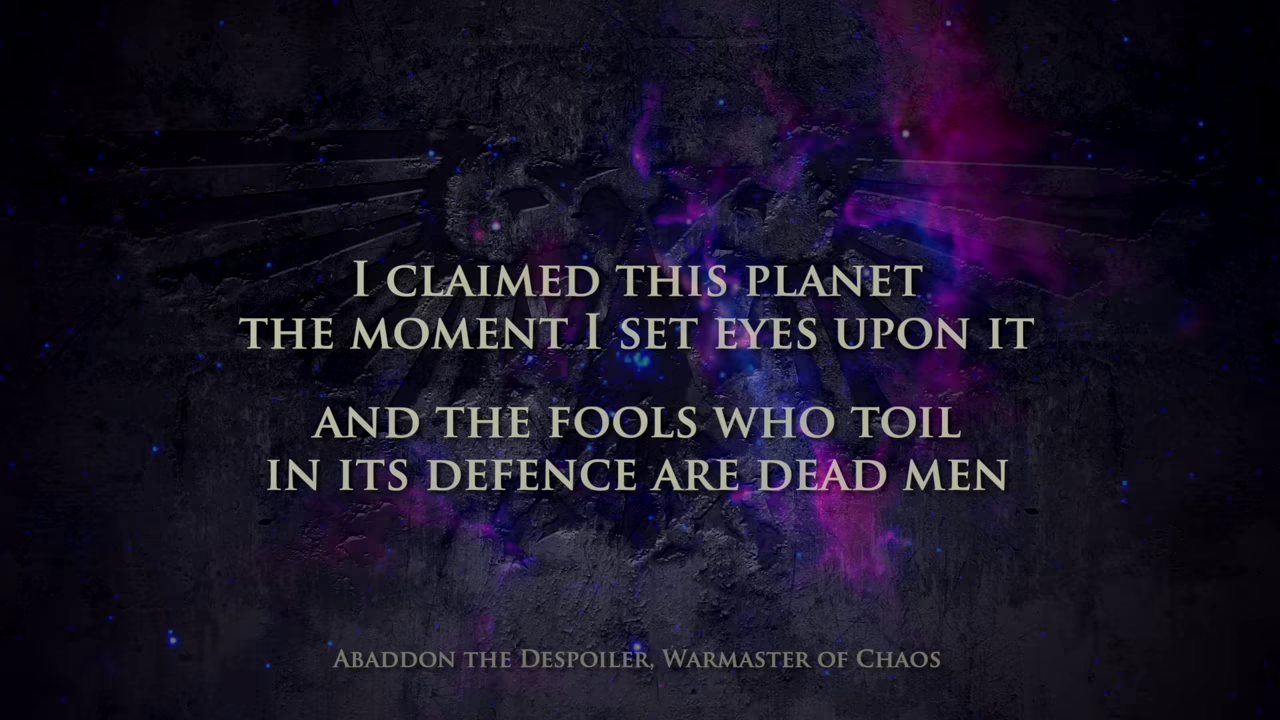 I CLAIMED THIS PLANET
THE MOMENT I SET EYES UPON IT
AND THE FOOLS WHO TOIL
IN ITS DEFENCE ARE DEAD MEN
ABADDON THE DESPOILER, WARMASTER OF CHAOS